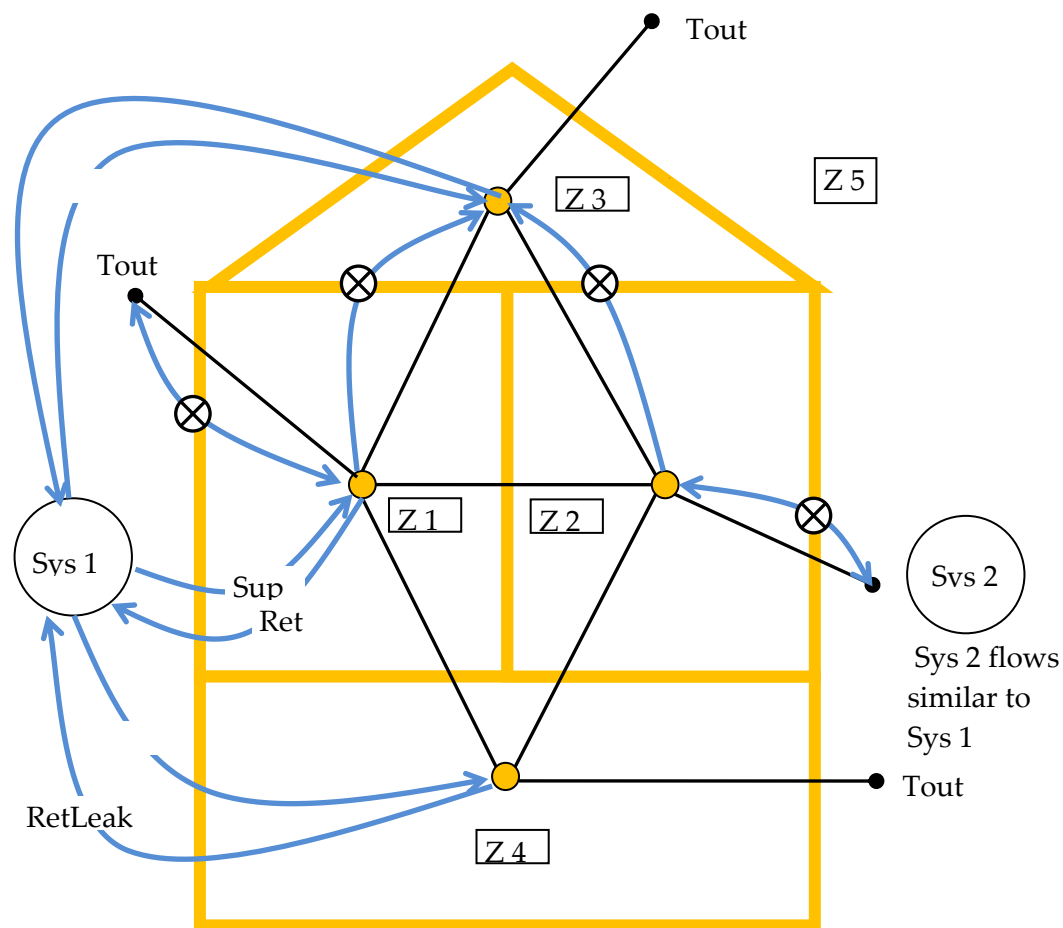 Tout
Z 5
Z 3
Tout
Z 1
Z 2
Sys 1
Svs 2
Sup
Ret
Sys 2 flows
similar to
Sys 1
Tout
RetLeak
Z 4